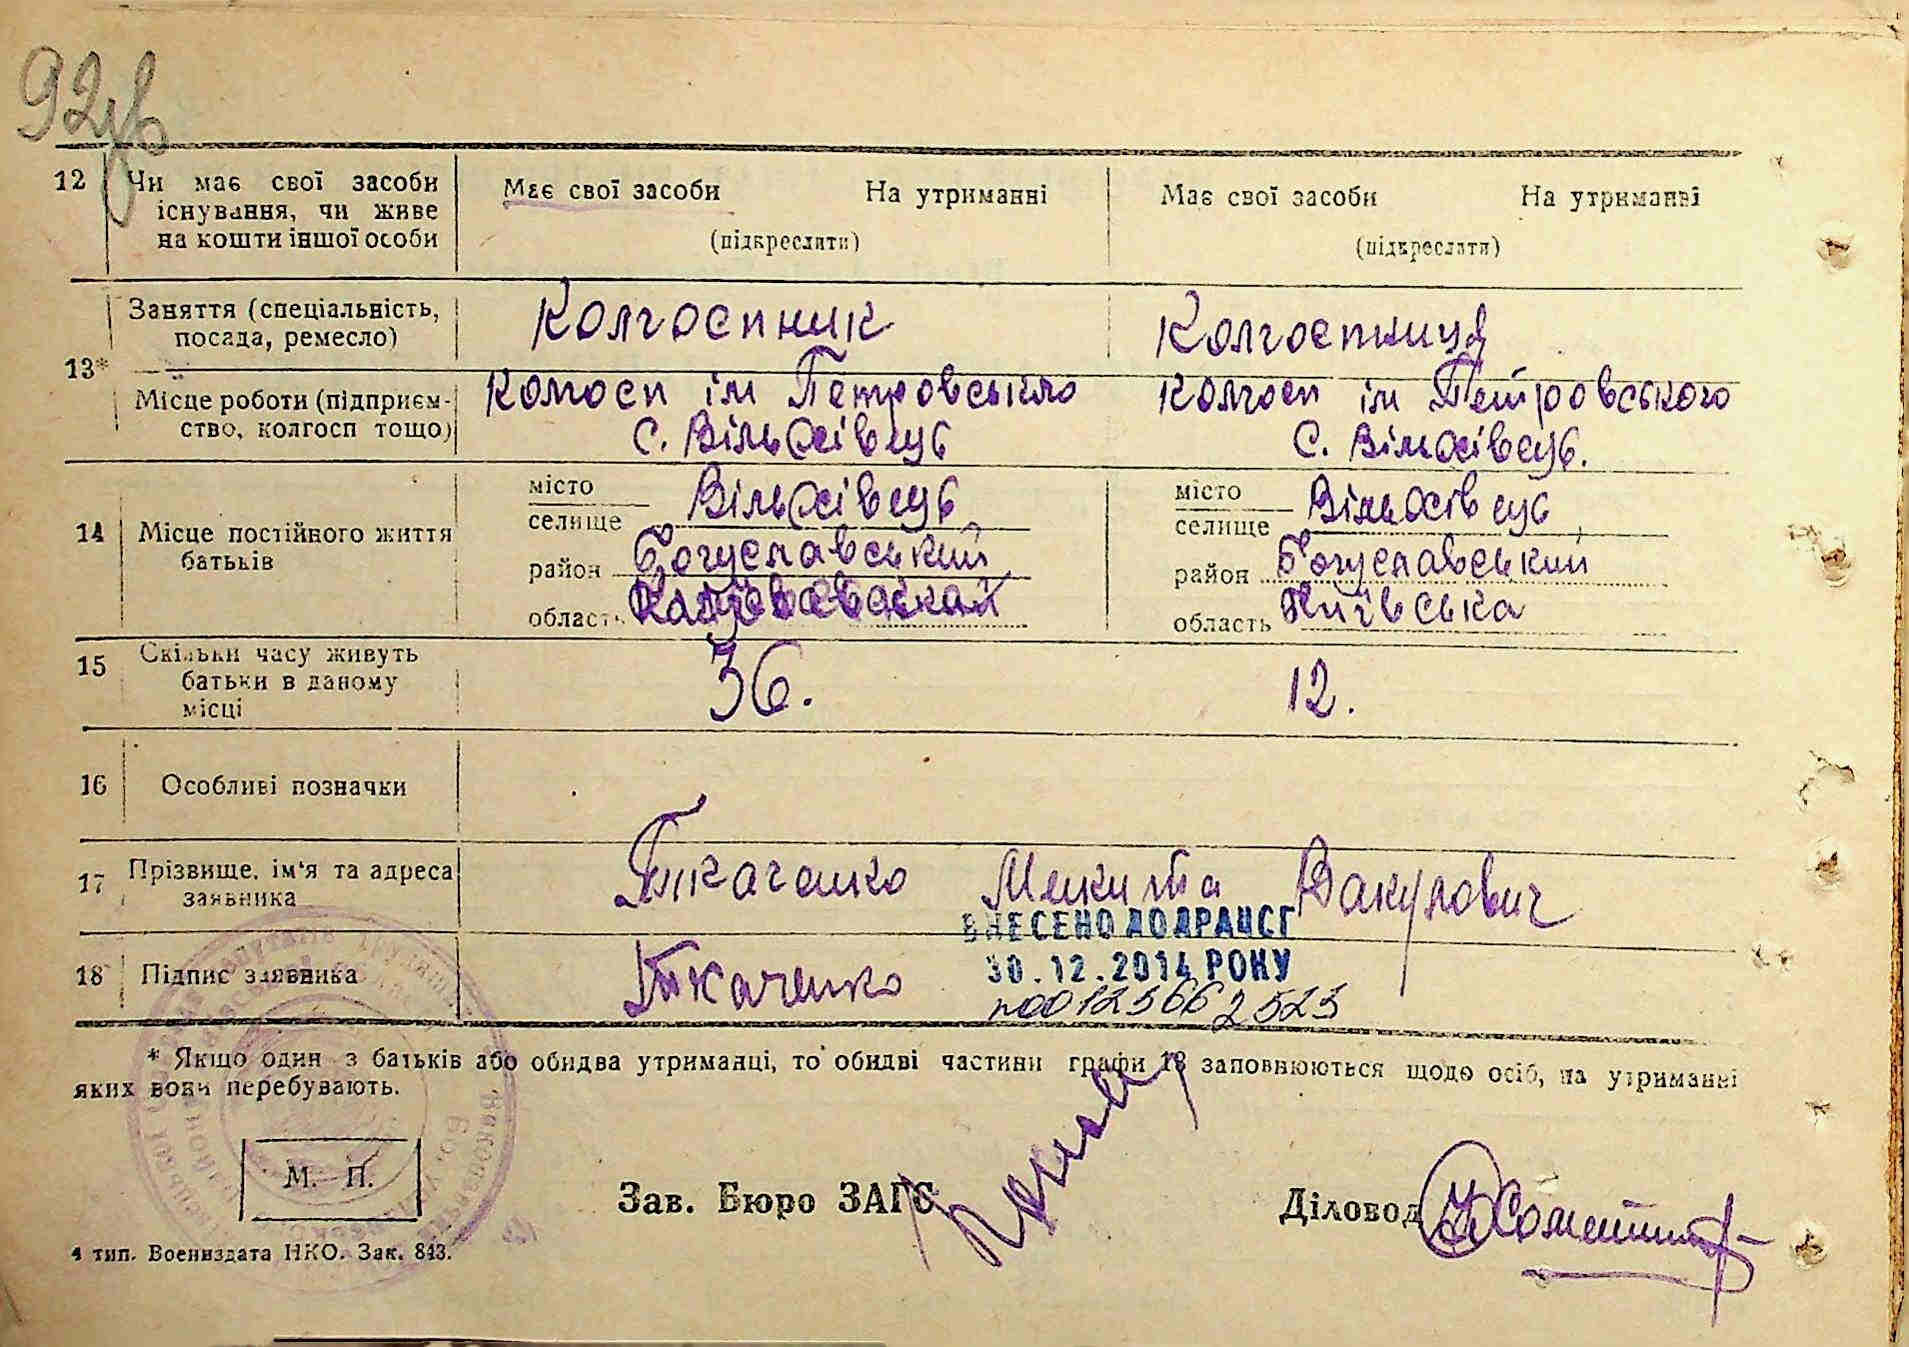 92зв
12 Чи має свої засоби існування, чи живе на кошти іншої особи
Має свої засоби На утриманні
(підкреслити)
Має свої засоби На утриманні
(підкреслити)
13*
Заняття (спеціальність, посада, ремесло)
Колгоспник
Колгоспниця
Місце роботи (підприємство, колгосп тощо)
Колгосп ім Петровського
с. Вільхівець
Колгосп ім Петровського
с. Вільхівець.
14 Місце постійного життя батьків
місто
селище Вільхівець
район Богуславський
область
місто
селище Вільхівець
район Богуславський
область Київська
15 Скільки часу живуть батьки в даному місці
36.
12.
16 Особливі позначки
17 Прізвище, ім'я та адреса заявника
Ткаченко Микита Вакулович
ВНЕСЕНО ДО ДРАЦСГ
18 Підпис заявника
Ткаченко
30.12.2014 РОКУ
n00123662523
* Якщо один з батьків або обидва утриманці, то обидві частини графи 13 заповнюються щодо осіб, на утриманні
яких вони перебувають.
М. П.
Зав. Бюро ЗАГС
Діловод
4 тип. Воениздата НКО. Зак. 843.